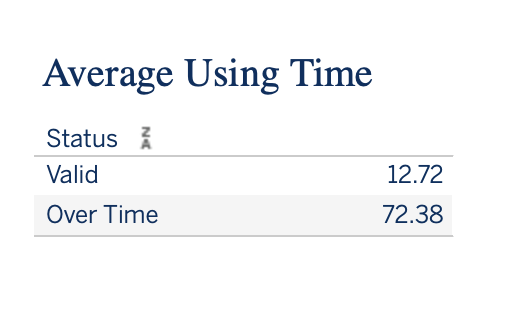 Average Using Time
Status Z A
Valid 12.72
Over Time 72.38